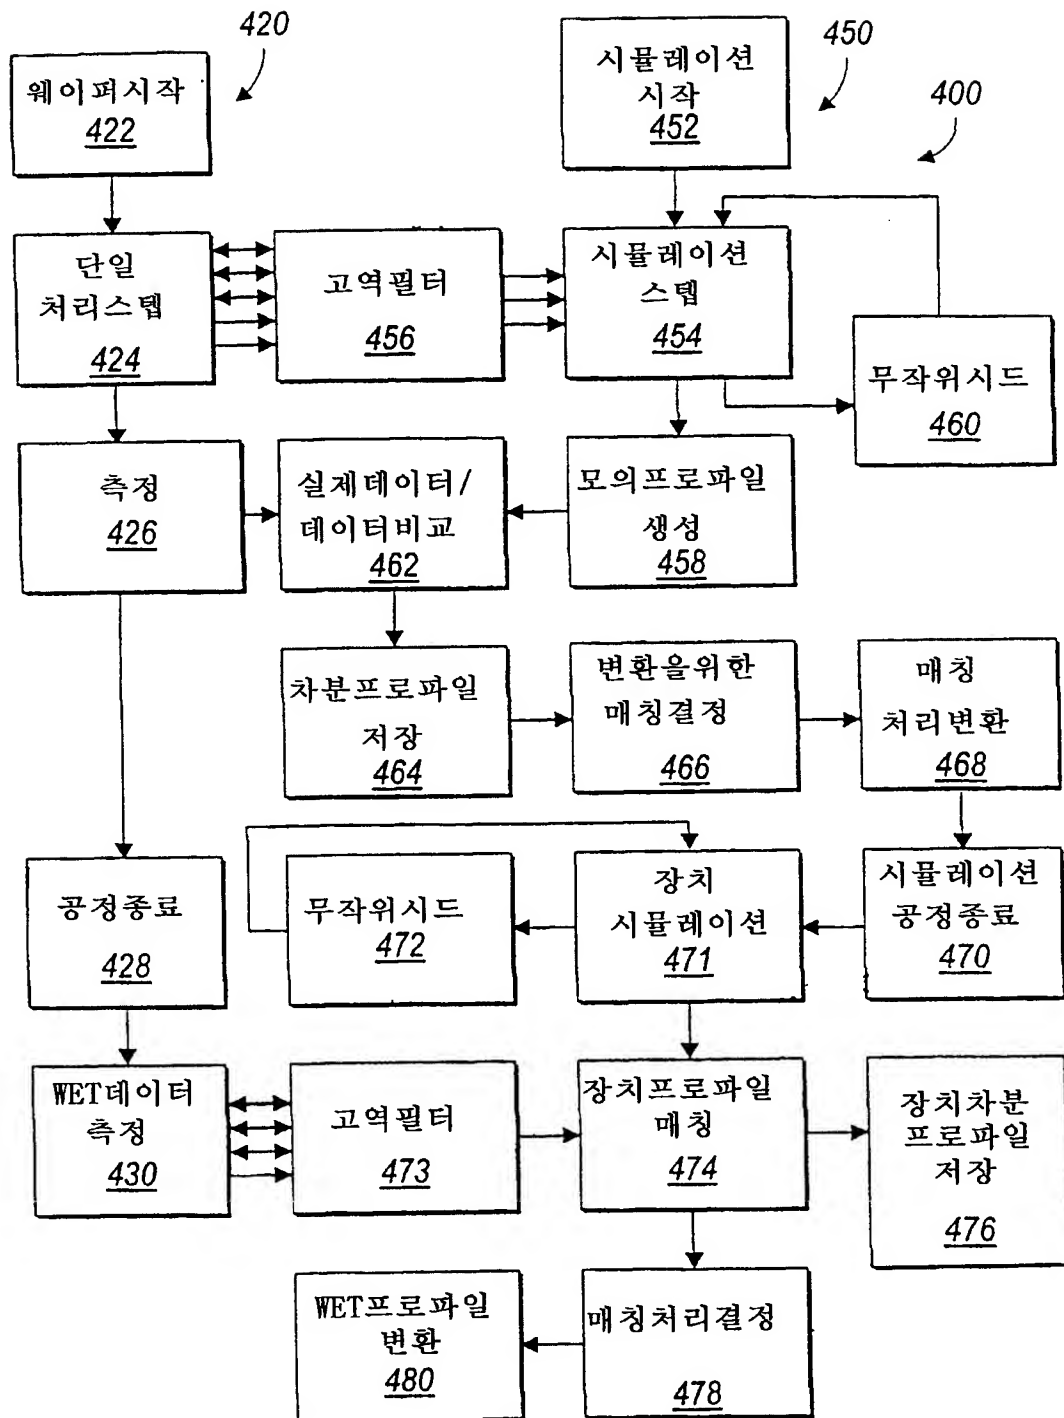 420
웨이퍼시작
422
시뮬레이션
시작
452
450
400
단일
처리스텝
424
고역필터
456
시뮬레이션
스텝
454
무작위시드
460
측정
426
실제데이터/
데이터비교
462
모의프로파일
생성
458
차분프로파일
저장
464
변환을위한
매칭결정
466
매칭
처리변환
468
공정종료
428
무작위시드
472
장치
시뮬레이션
471
시뮬레이션
공정종료
470
WET데이터
측정
430
고역필터
473
장치프로파일
매칭
474
장치차분
프로파일
저장
476
WET프로파일
변환
480
매칭처리결정
478